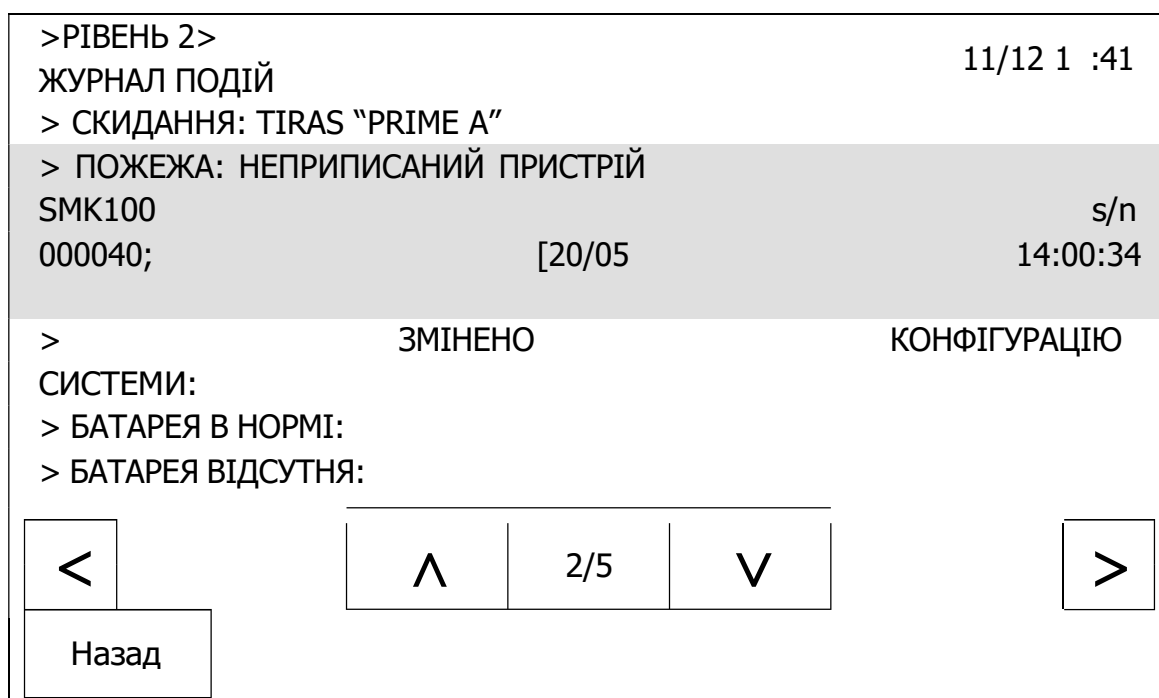 >РІВЕНЬ 2>
11/12 1 :41
ЖУРНАЛ ПОДІЙ
> СКИДАННЯ: TIRAS “PRIME A”
> ПОЖЕЖА: НЕПРИПИСАНИЙ ПРИСТРІЙ
SMK100 s/n
000040; [20/05 14:00:34
> ЗМІНЕНО КОНФІГУРАЦІЮ
СИСТЕМИ:
> БАТАРЕЯ В НОРМІ:
> БАТАРЕЯ ВІДСУТНЯ:
< Λ 2/5 V >
Назад